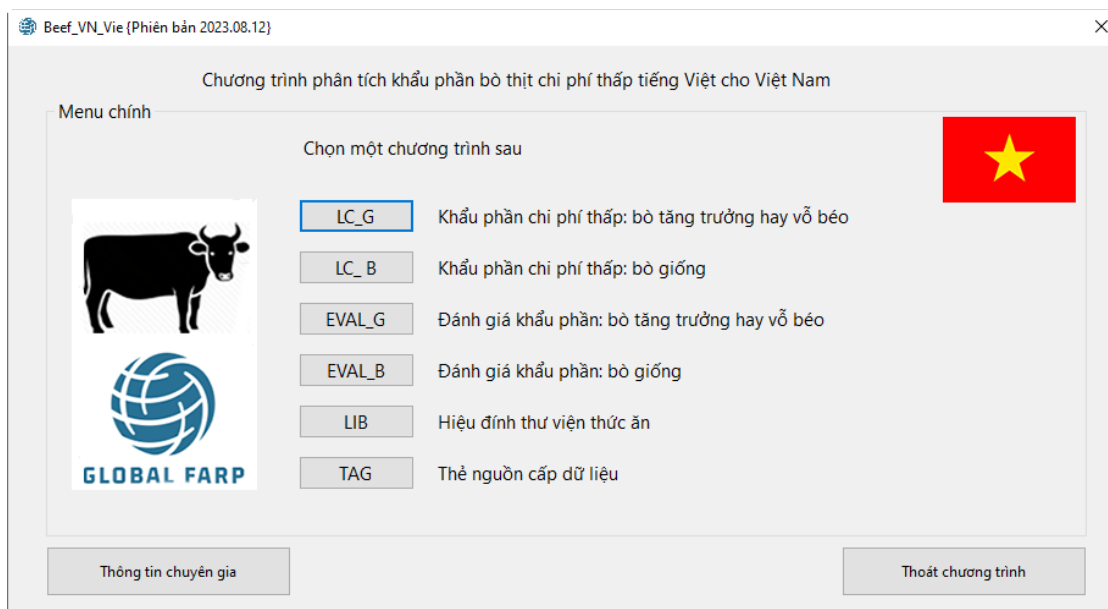 Beef_VN_Vie {Phiên bản 2023.08.12}
Chương trình phân tích khẩu phần bò thịt chi phí thấp tiếng Việt cho Việt Nam
Menu chính
Chọn một chương trình sau
LC_G Khẩu phần chi phí thấp: bò tăng trưởng hay vỗ béo
LC_ B Khẩu phần chi phí thấp: bò giống
EVAL_G Đánh giá khẩu phần: bò tăng trưởng hay vỗ béo
EVAL_B Đánh giá khẩu phần: bò giống
LIB Hiệu đính thư viện thức ăn
TAG Thẻ nguồn cấp dữ liệu
GLOBAL FARP
Thông tin chuyên gia
Thoát chương trình